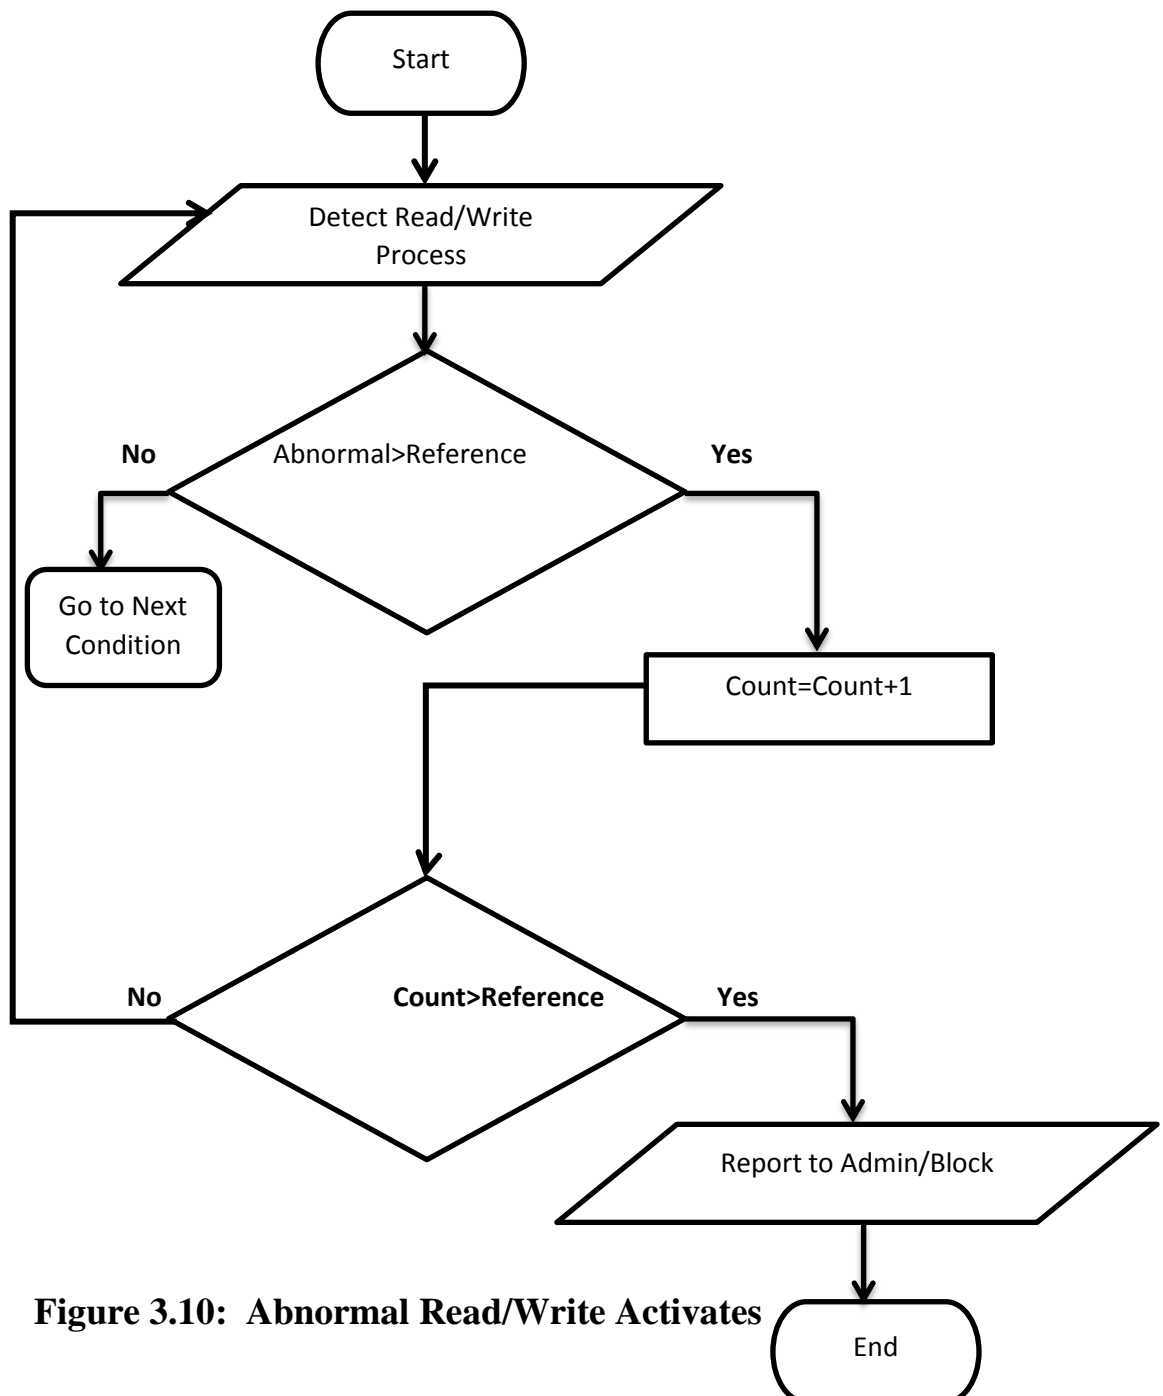 Start
Detect Read/Write
Process
No
Abnormal>Reference
Yes
Go to Next
Condition
Count=Count+1
No
Count>Reference
Yes
Report to Admin/Block
Figure 3.10:  Abnormal Read/Write Activates
End